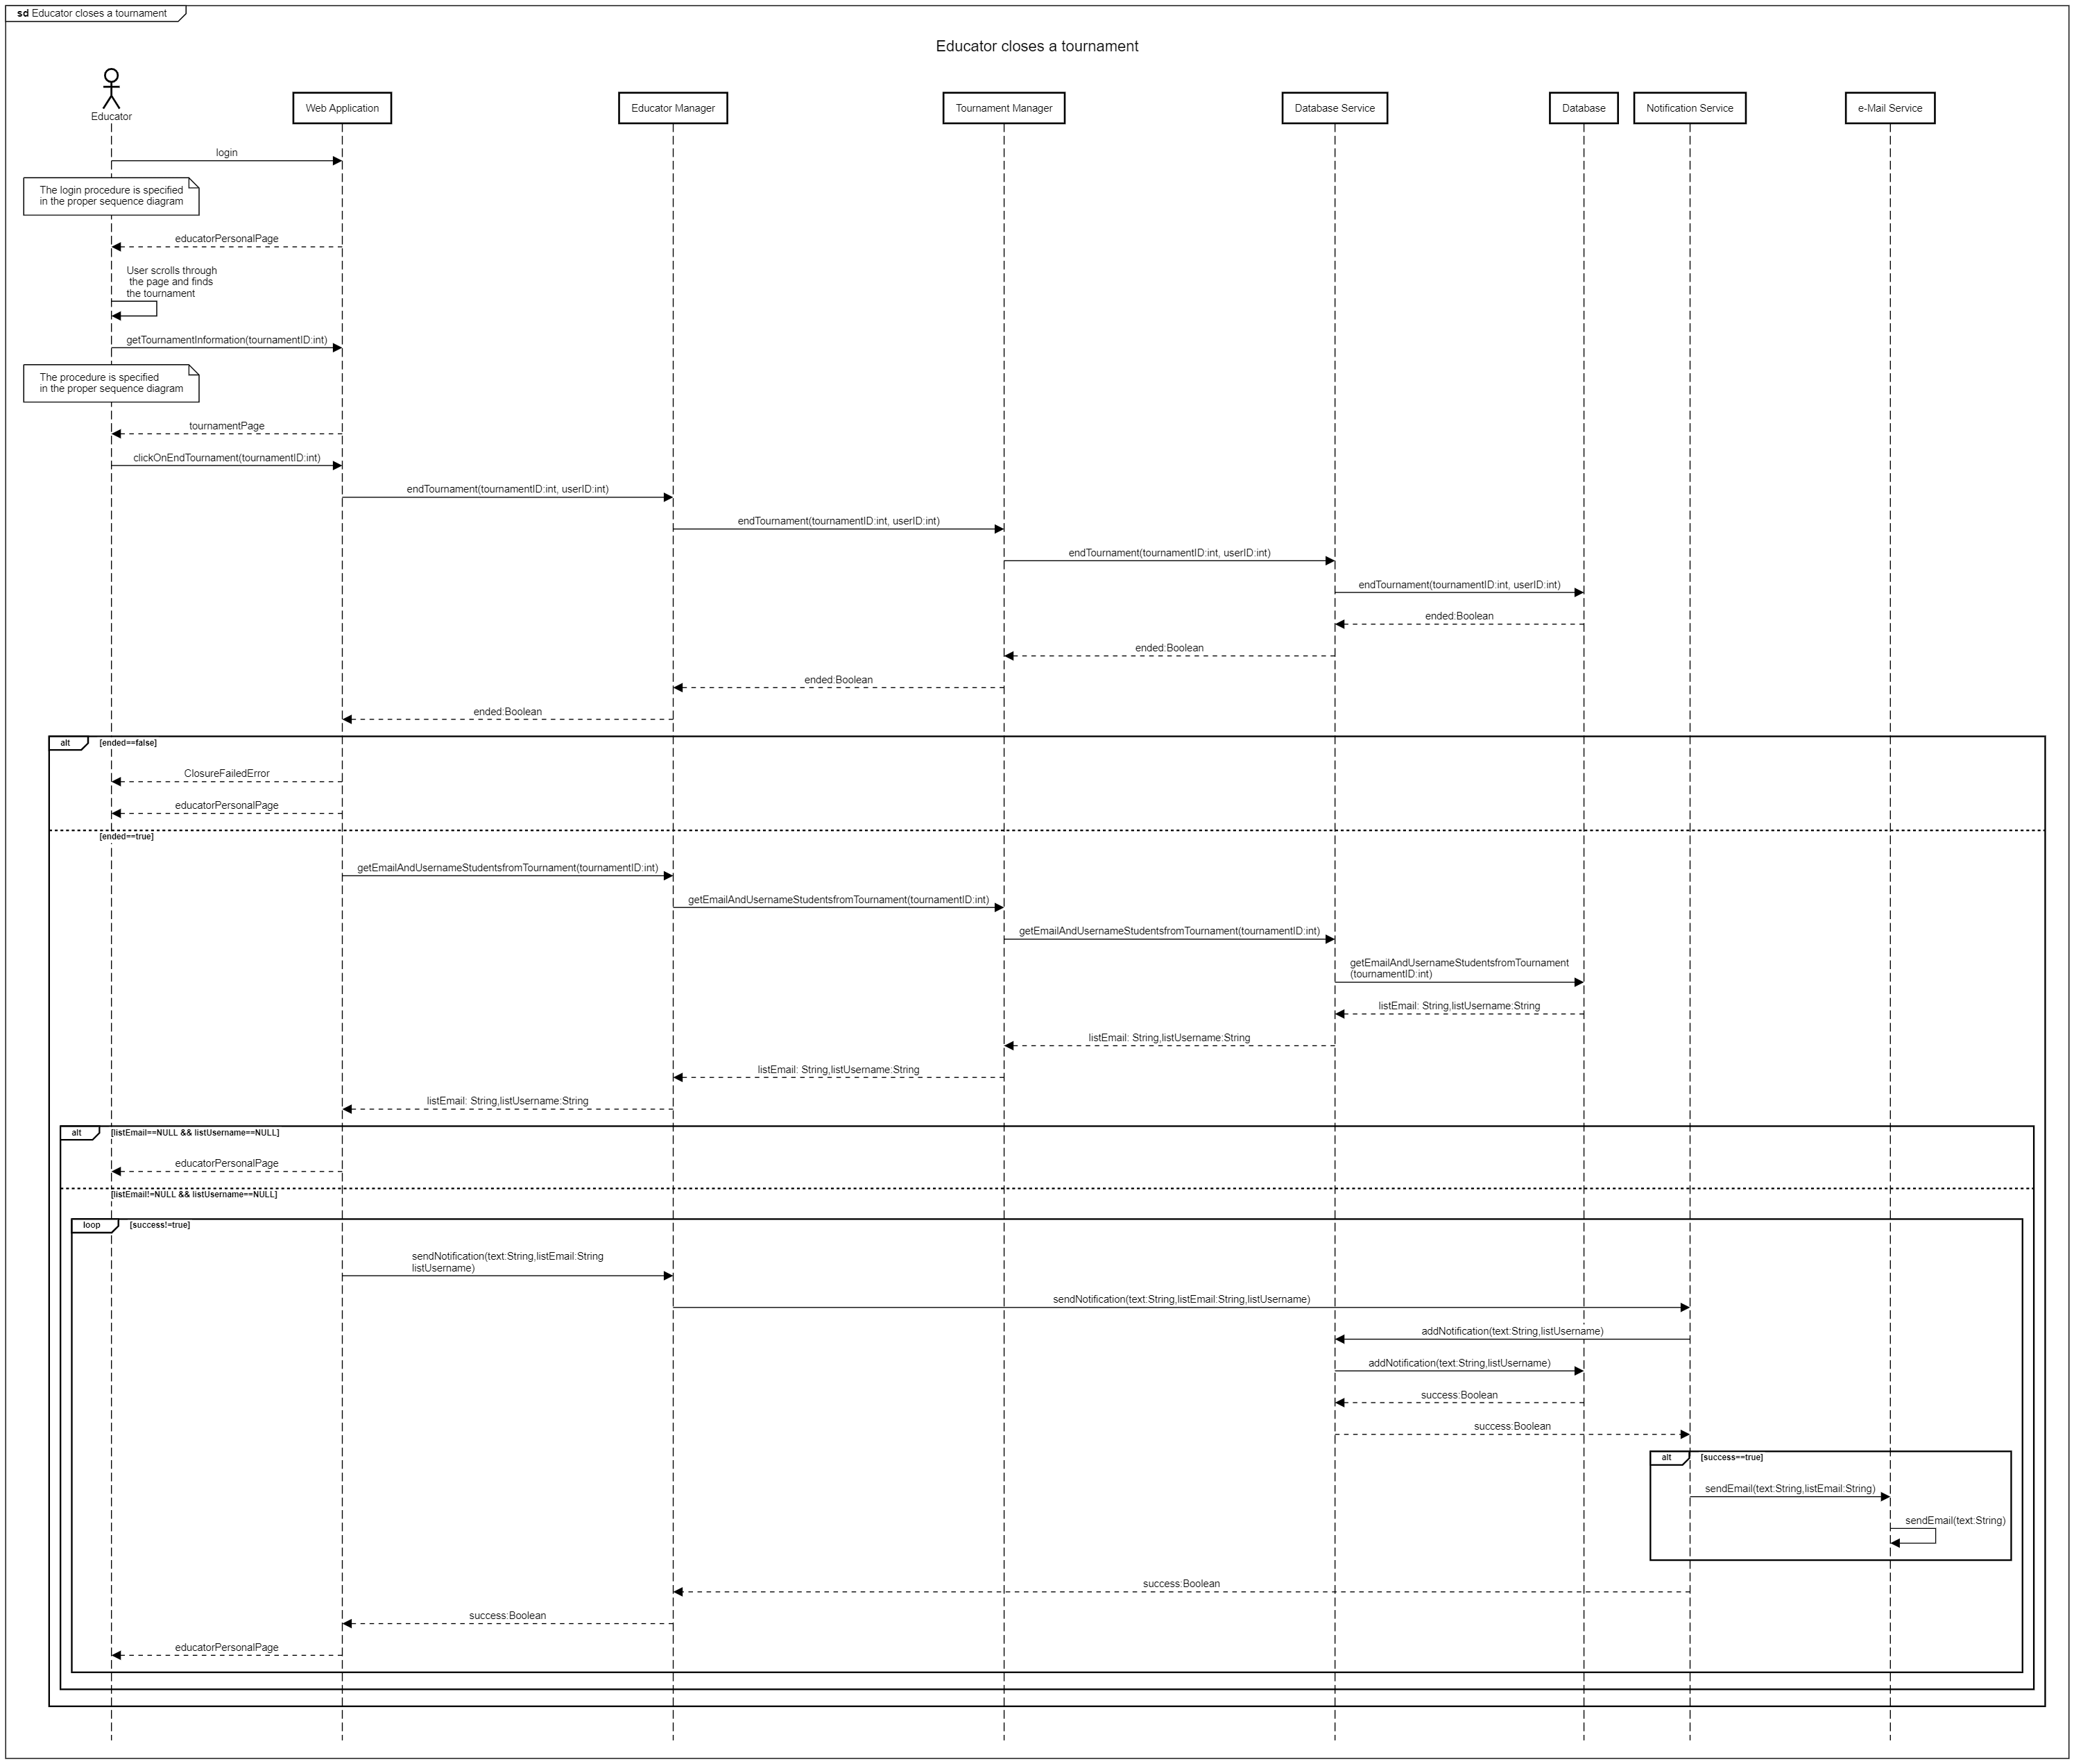 sd Educator closes a tournament
Educator closes a tournament
Educator
Web Application
Educator Manager
Tournament Manager
Database Service
Database
Notification Service
e-Mail Service
login
The login procedure is specified
in the proper sequence diagram
educatorPersonalPage
User scrolls through
the page and finds
the tournament
getTournamentInformation(tournamentID:int)
The procedure is specified
in the proper sequence diagram
tournamentPage
clickOnEndTournament(tournamentID:int)
endTournament(tournamentID:int, userID:int)
endTournament(tournamentID:int, userID:int)
endTournament(tournamentID:int, userID:int)
endTournament(tournamentID:int, userID:int)
ended:Boolean
ended:Boolean
ended:Boolean
ended:Boolean
alt [ended==false]
ClosureFailedError
educatorPersonalPage
[ended==true]
getEmailAndUsernameStudentsfromTournament(tournamentID:int)
getEmailAndUsernameStudentsfromTournament(tournamentID:int)
getEmailAndUsernameStudentsfromTournament(tournamentID:int)
getEmailAndUsernameStudentsfromTournament
(tournamentID:int)
listEmail: String,listUsername:String
listEmail: String,listUsername:String
listEmail: String,listUsername:String
listEmail: String,listUsername:String
alt [listEmail==NULL && listUsername==NULL]
educatorPersonalPage
[listEmail!=NULL && listUsername==NULL]
loop [success!=true]
sendNotification(text:String,listEmail:String
listUsername)
sendNotification(text:String,listEmail:String,listUsername)
addNotification(text:String,listUsername)
addNotification(text:String,listUsername)
success:Boolean
success:Boolean
alt [success==true]
sendEmail(text:String,listEmail:String)
sendEmail(text:String)
success:Boolean
success:Boolean
educatorPersonalPage